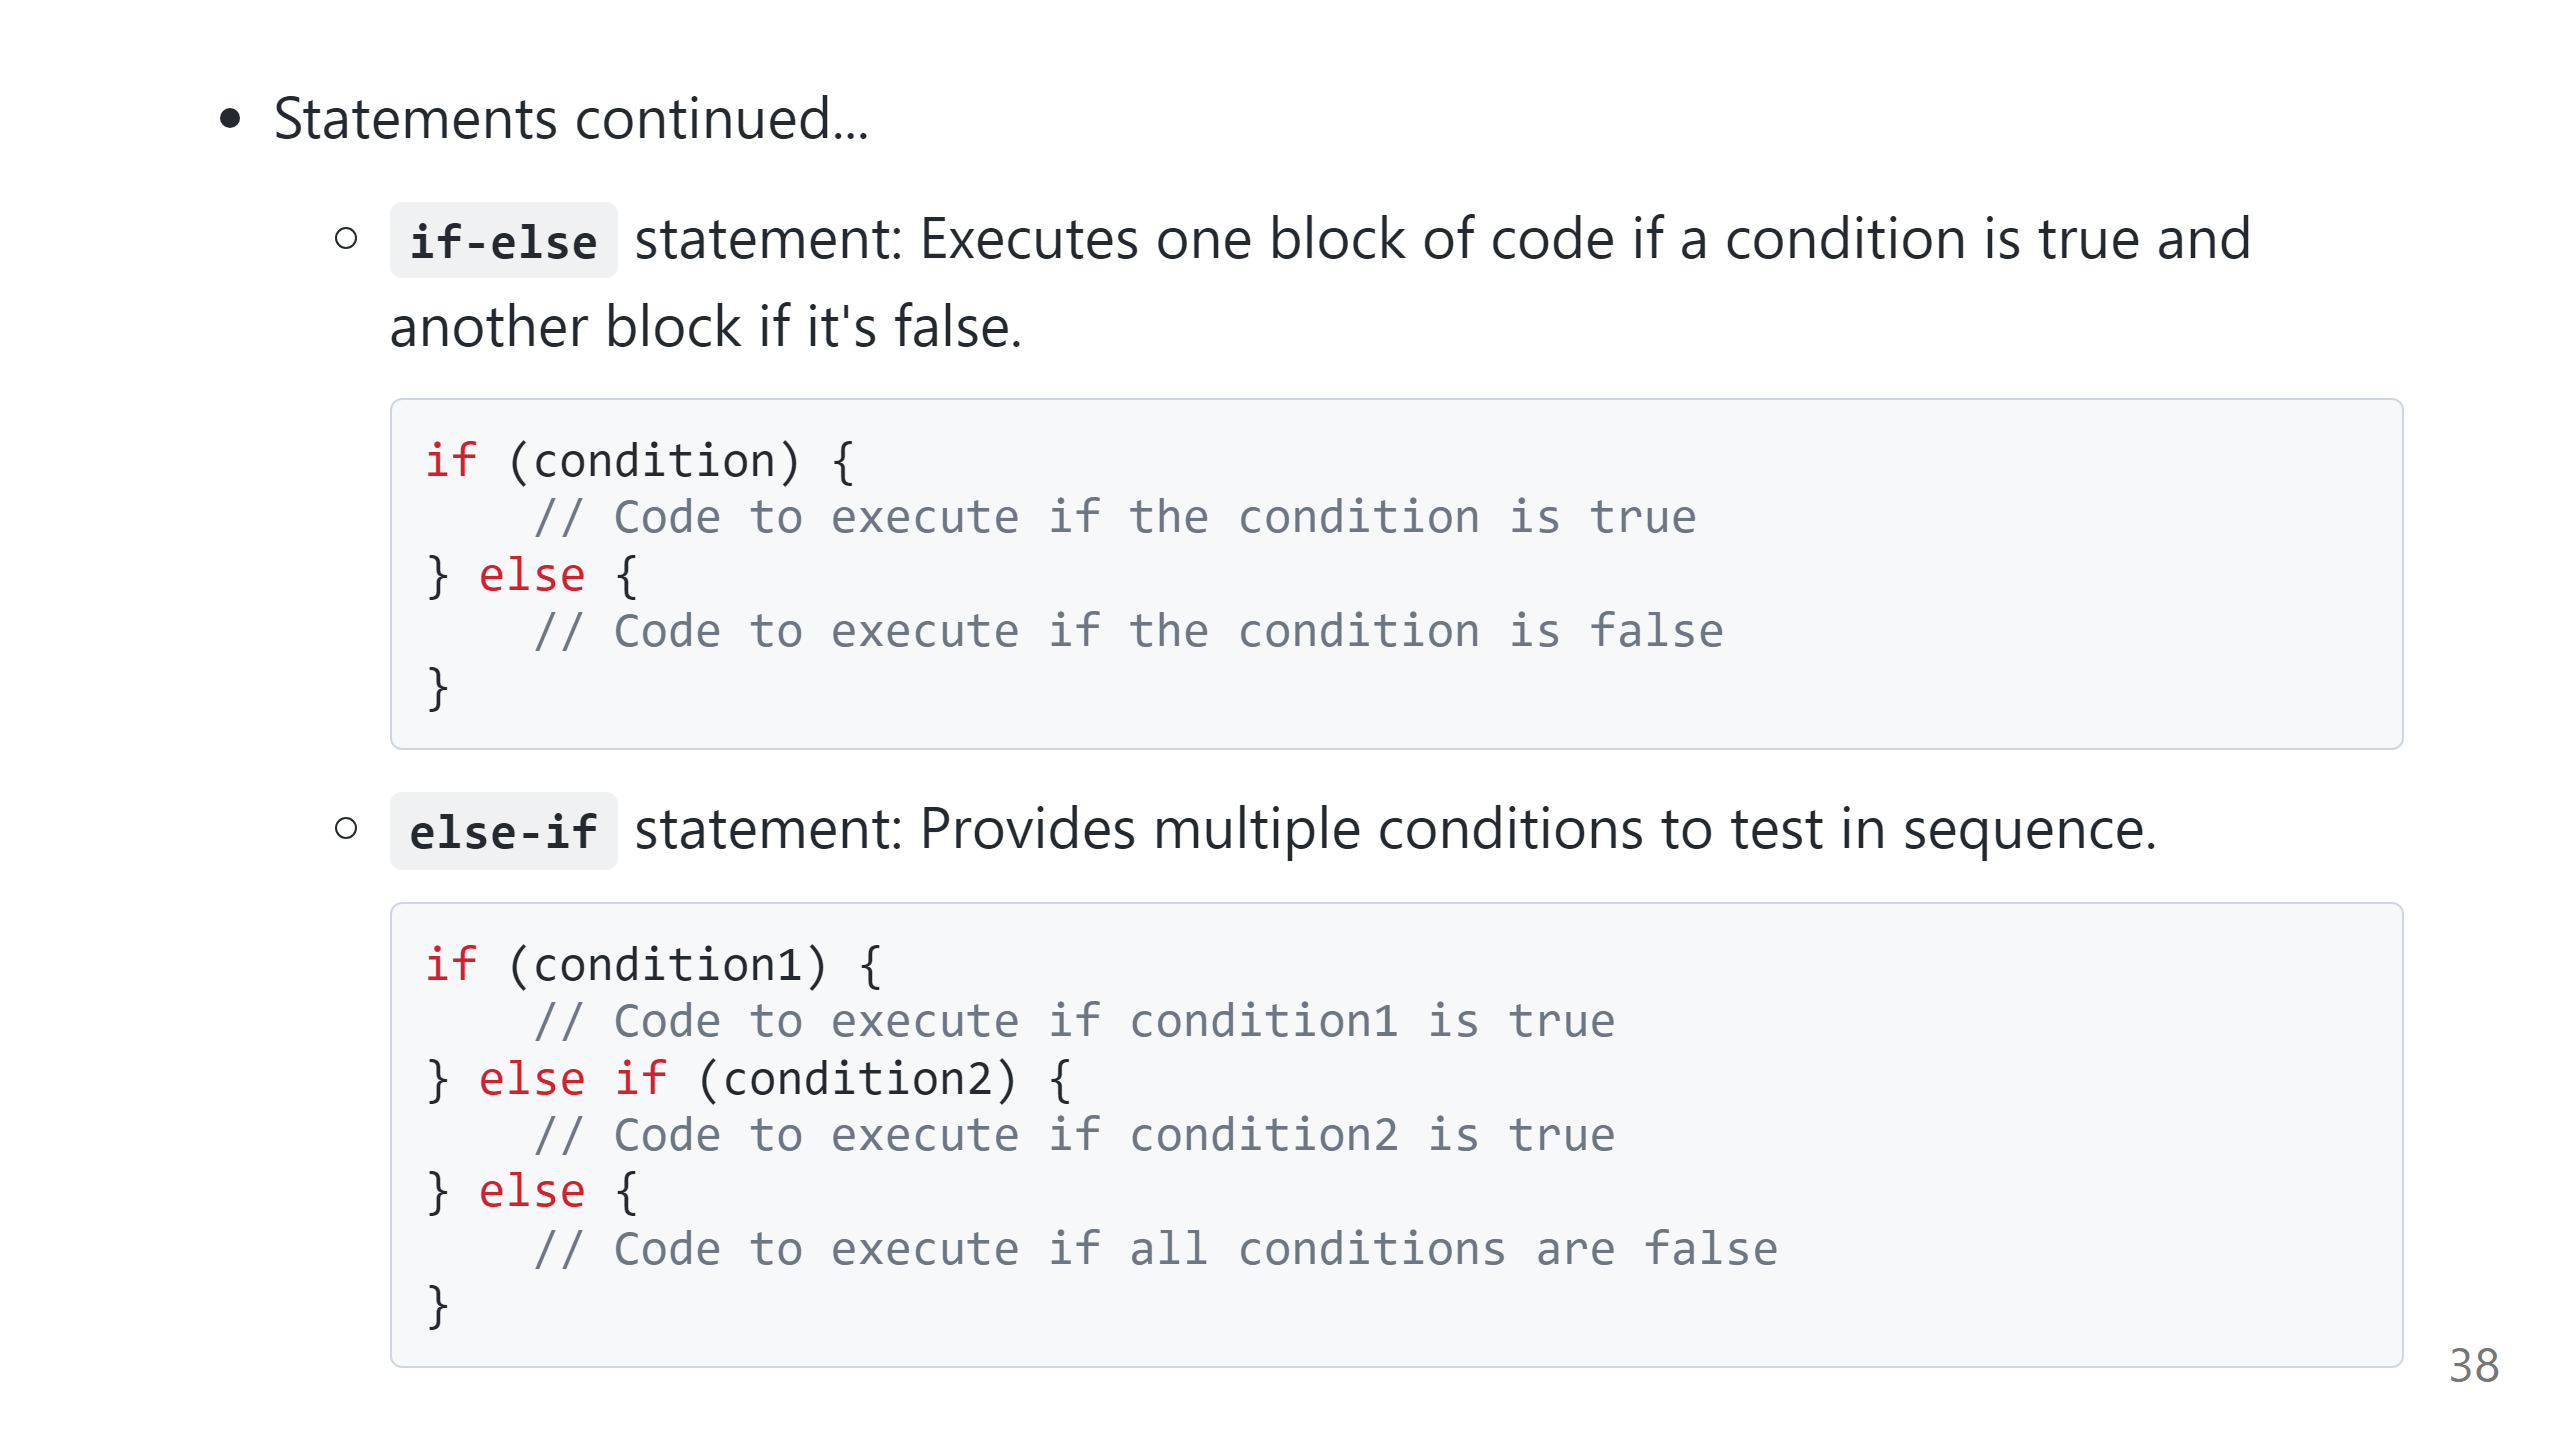 • Statements continued...
○ if-else statement: Executes one block of code if a condition is true and
another block if it's false.
if (condition) {
    // Code to execute if the condition is true
} else {
    // Code to execute if the condition is false
}
○ else-if statement: Provides multiple conditions to test in sequence.
if (condition1) {
    // Code to execute if condition1 is true
} else if (condition2) {
    // Code to execute if condition2 is true
} else {
    // Code to execute if all conditions are false
}
38